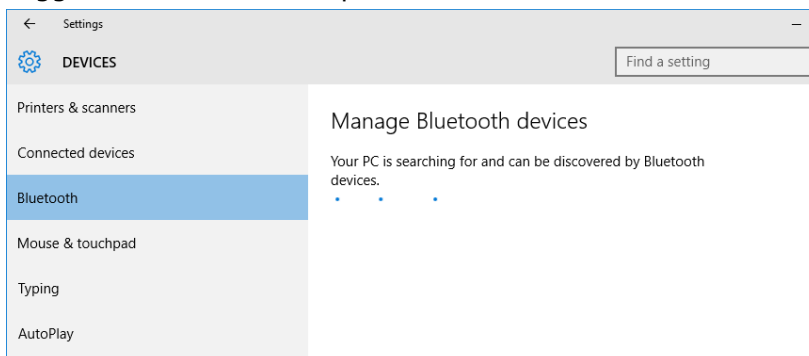 Settings
DEVICES
Find a setting
Printers & scanners
Connected devices
Bluetooth
Mouse & touchpad
Typing
AutoPlay
Manage Bluetooth devices
Your PC is searching for and can be discovered by Bluetooth
devices.